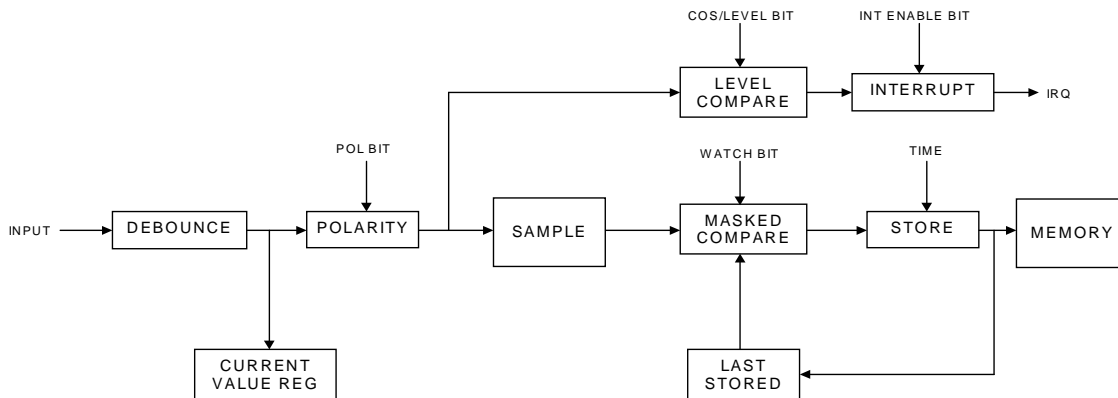 COS/LEVEL BIT
INT ENABLE BIT
LEVEL
COMPARE
INTERRUPT
IRQ
POL BIT
WATCH BIT
TIME
INPUT
DEBOUNCE
POLARITY
SAMPLE
MASKED
COMPARE
STORE
MEMORY
CURRENT
VALUE REG
LAST
STORED